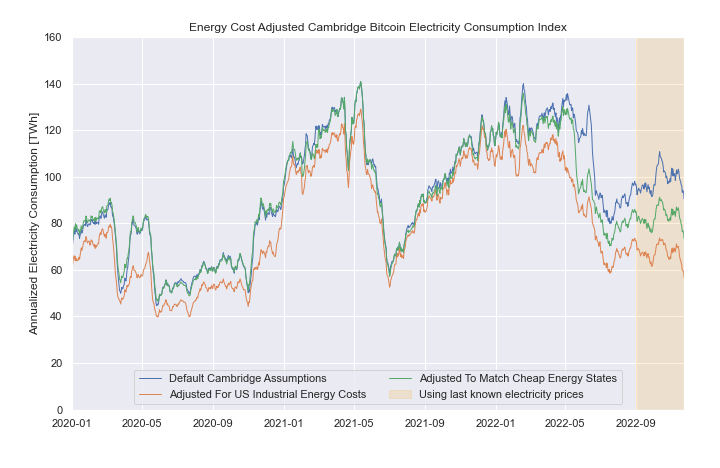 Energy Cost Adjusted Cambridge Bitcoin Electricity Consumption Index
160
140
120
100
80
60
40
20
0
Annualized Electricity Consumption [TWh]
Default Cambridge Assumptions
Adjusted For US Industrial Energy Costs
Adjusted To Match Cheap Energy States
Using last known electricity prices
2020-01 2020-05 2020-09 2021-01 2021-05 2021-09 2022-01 2022-05 2022-09